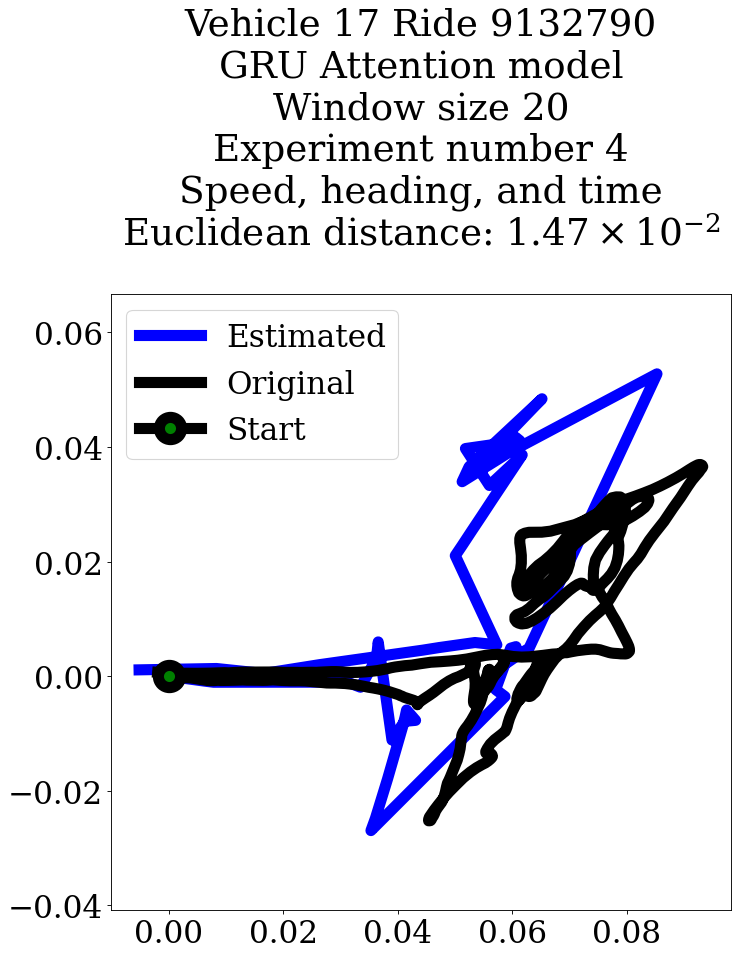 Vehicle 17 Ride 9132790
GRU Attention model
Window size 20
Experiment number 4
Speed, heading, and time
Euclidean distance: 1.47 × 10⁻²
0.06
0.04
0.02
0.00
−0.02
−0.04
Estimated
Original
Start
0.00 0.02 0.04 0.06 0.08